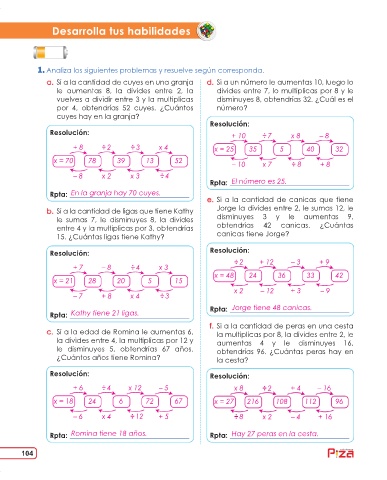 Desarrolla tus habilidades
1. Analiza los siguientes problemas y resuelve según corresponda.
a. Si a la cantidad de cuyes en una granja
le aumentas 8, la divides entre 2, la
vuelves a dividir entre 3 y la multiplicas
por 4, obtendrías 52 cuyes. ¿Cuántos
cuyes hay en la granja?
Resolución:
+ 8 ÷ 2 ÷ 3 x 4
x = 70 78 39 13 52
– 8 x 2 x 3 ÷ 4
Rpta: En la granja hay 70 cuyes.
b. Si a la cantidad de ligas que tiene Kathy
le sumas 7, le disminuyes 8, la divides
entre 4 y la multiplicas por 3, obtendrías
15. ¿Cuántas ligas tiene Kathy?
Resolución:
+ 7 – 8 ÷ 4 x 3
x = 21 28 20 5 15
– 7 + 8 x 4 ÷ 3
Rpta: Kathy tiene 21 ligas.
c. Si a la edad de Romina le aumentas 6,
la divides entre 4, la multiplicas por 12 y
le disminuyes 5, obtendrías 67 años.
¿Cuántos años tiene Romina?
Resolución:
+ 6 ÷ 4 x 12 – 5
x = 18 24 6 72 67
– 6 x 4 ÷ 12 + 5
Rpta: Romina tiene 18 años.
d. Si a un número le aumentas 10, luego lo
divides entre 7, lo multiplicas por 8 y le
disminuyes 8, obtendrías 32. ¿Cuál es el
número?
Resolución:
+ 10 ÷ 7 x 8 – 8
x = 25 35 5 40 32
- 10 x 7 ÷ 8 + 8
Rpta: El número es 25.
e. Si a la cantidad de canicas que tiene
Jorge la divides entre 2, le sumas 12, le
disminuyes 3 y le aumentas 9,
obtendrías 42 canicas. ¿Cuántas
canicas tiene Jorge?
Resolución:
÷ 2 + 12 – 3 + 9
x = 48 24 36 33 42
x 2 – 12 + 3 – 9
Rpta: Jorge tiene 48 canicas.
f. Si a la cantidad de peras en una cesta
la multiplicas por 8, la divides entre 2, le
aumentas 4 y le disminuyes 16,
obtendrías 96. ¿Cuántas peras hay en
la cesta?
Resolución:
x 8 ÷ 2 + 4 - 16
x = 27 216 108 112 96
÷ 8 x 2 – 4 + 16
Rpta: Hay 27 peras en la cesta.
104
Pizá